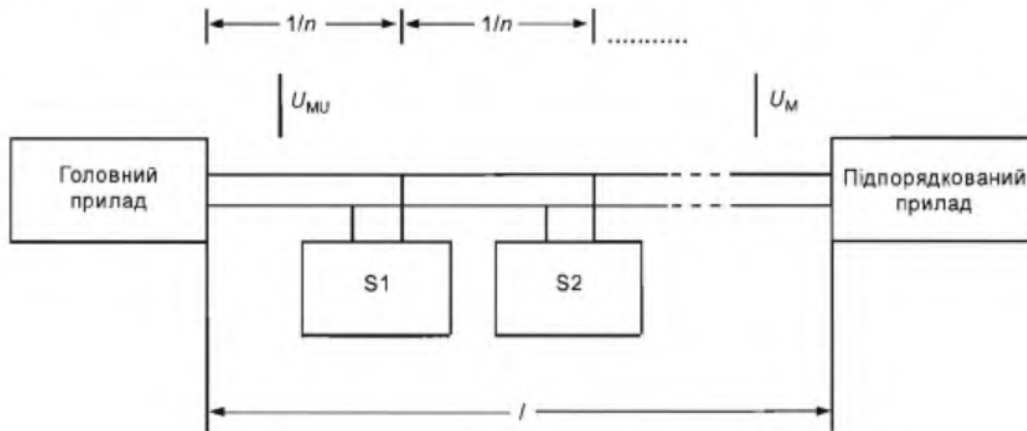 1/n 1/n ...........
U_MU U_M
Головний
прилад
Підпорядкований
прилад
S1 S2
l